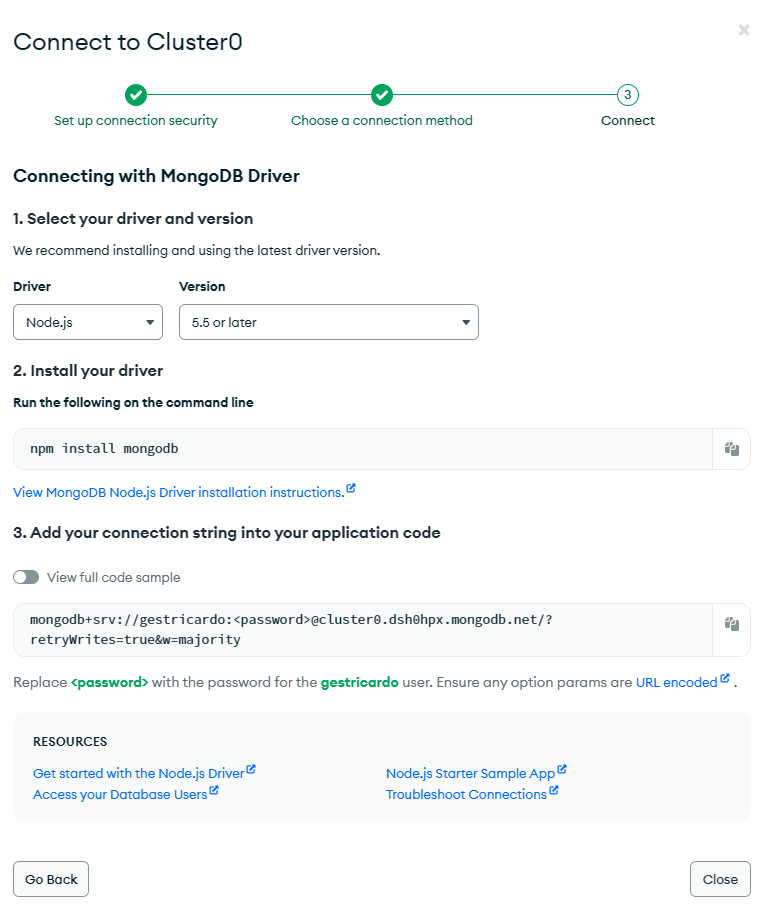 Connect to Cluster0
3
Set up connection security
Choose a connection method
Connect
Connecting with MongoDB Driver
1. Select your driver and version
We recommend installing and using the latest driver version.
Driver
Version
Node.js
5.5 or later
2. Install your driver
Run the following on the command line
npm install mongodb
View MongoDB Node.js Driver installation instructions.
3. Add your connection string into your application code
View full code sample
mongodb+srv://gestricardo:<password>@cluster0.dsh0hpx.mongodb.net/?
retryWrites=true&w=majority
Replace <password> with the password for the gestricardo user. Ensure any option params are URL encoded .
RESOURCES
Get started with the Node.js Driver
Node.js Starter Sample App
Access your Database Users
Troubleshoot Connections
Go Back
Close